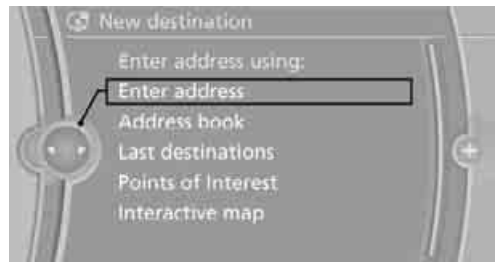 New destination
Enter address using:
Enter address
Address book
Last destinations
Points of Interest
Interactive map